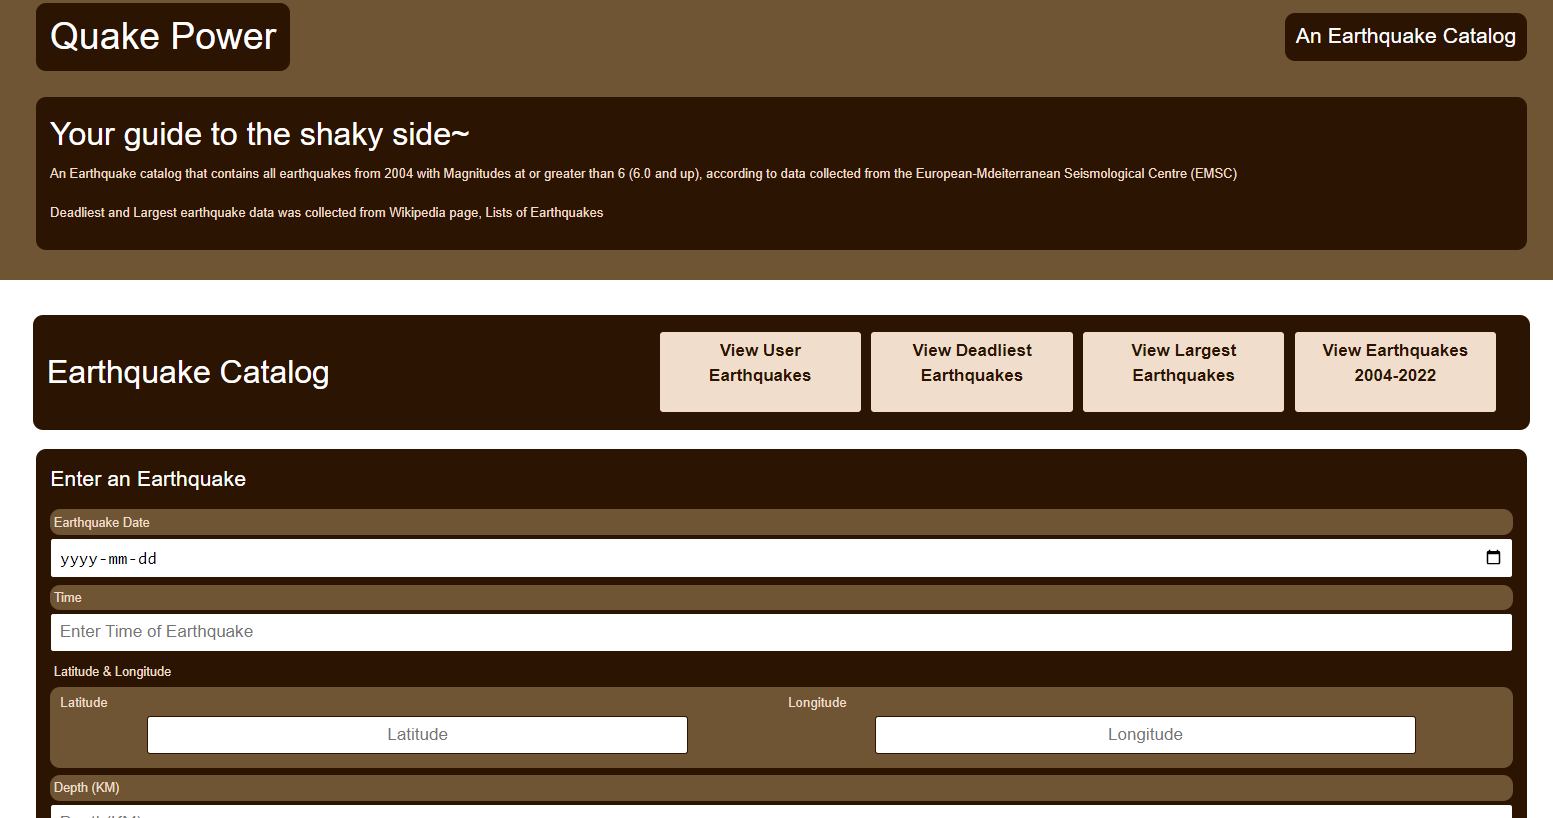 Quake Power
An Earthquake Catalog
Your guide to the shaky side~
An Earthquake catalog that contains all earthquakes from 2004 with Magnitudes at or greater than 6 (6.0 and up), according to data collected from the European-Mdeiterranean Seismological Centre (EMSC)
Deadliest and Largest earthquake data was collected from Wikipedia page, Lists of Earthquakes
Earthquake Catalog
View User
Earthquakes
View Deadliest
Earthquakes
View Largest
Earthquakes
View Earthquakes
2004-2022
Enter an Earthquake
Earthquake Date
yyyy-mm-dd
Time
Enter Time of Earthquake
Latitude & Longitude
Latitude
Latitude
Longitude
Longitude
Depth (KM)